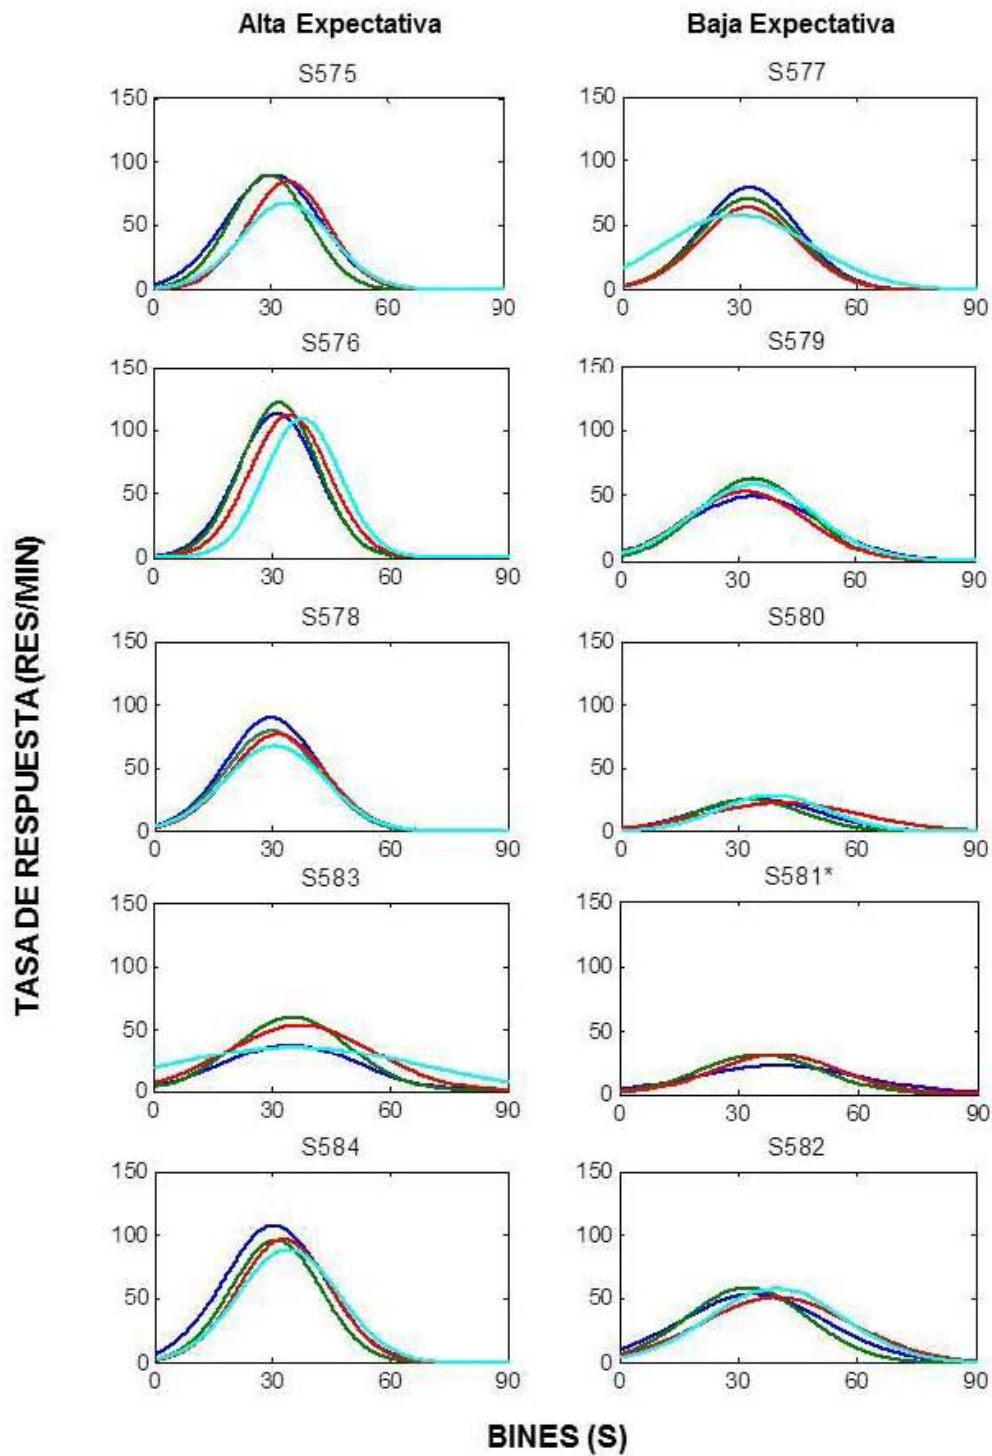 Alta Expectativa
Baja Expectativa
S575
150
100
50
0
0 30 60 90
S577
150
100
50
0
0 30 60 90
S576
150
100
50
0
0 30 60 90
S579
150
100
50
0
0 30 60 90
S578
150
100
50
0
0 30 60 90
S580
150
100
50
0
0 30 60 90
S583
150
100
50
0
0 30 60 90
S581*
150
100
50
0
0 30 60 90
S584
150
100
50
0
0 30 60 90
S582
150
100
50
0
0 30 60 90
TASA DE RESPUESTA (RES/MIN)
BINES (S)